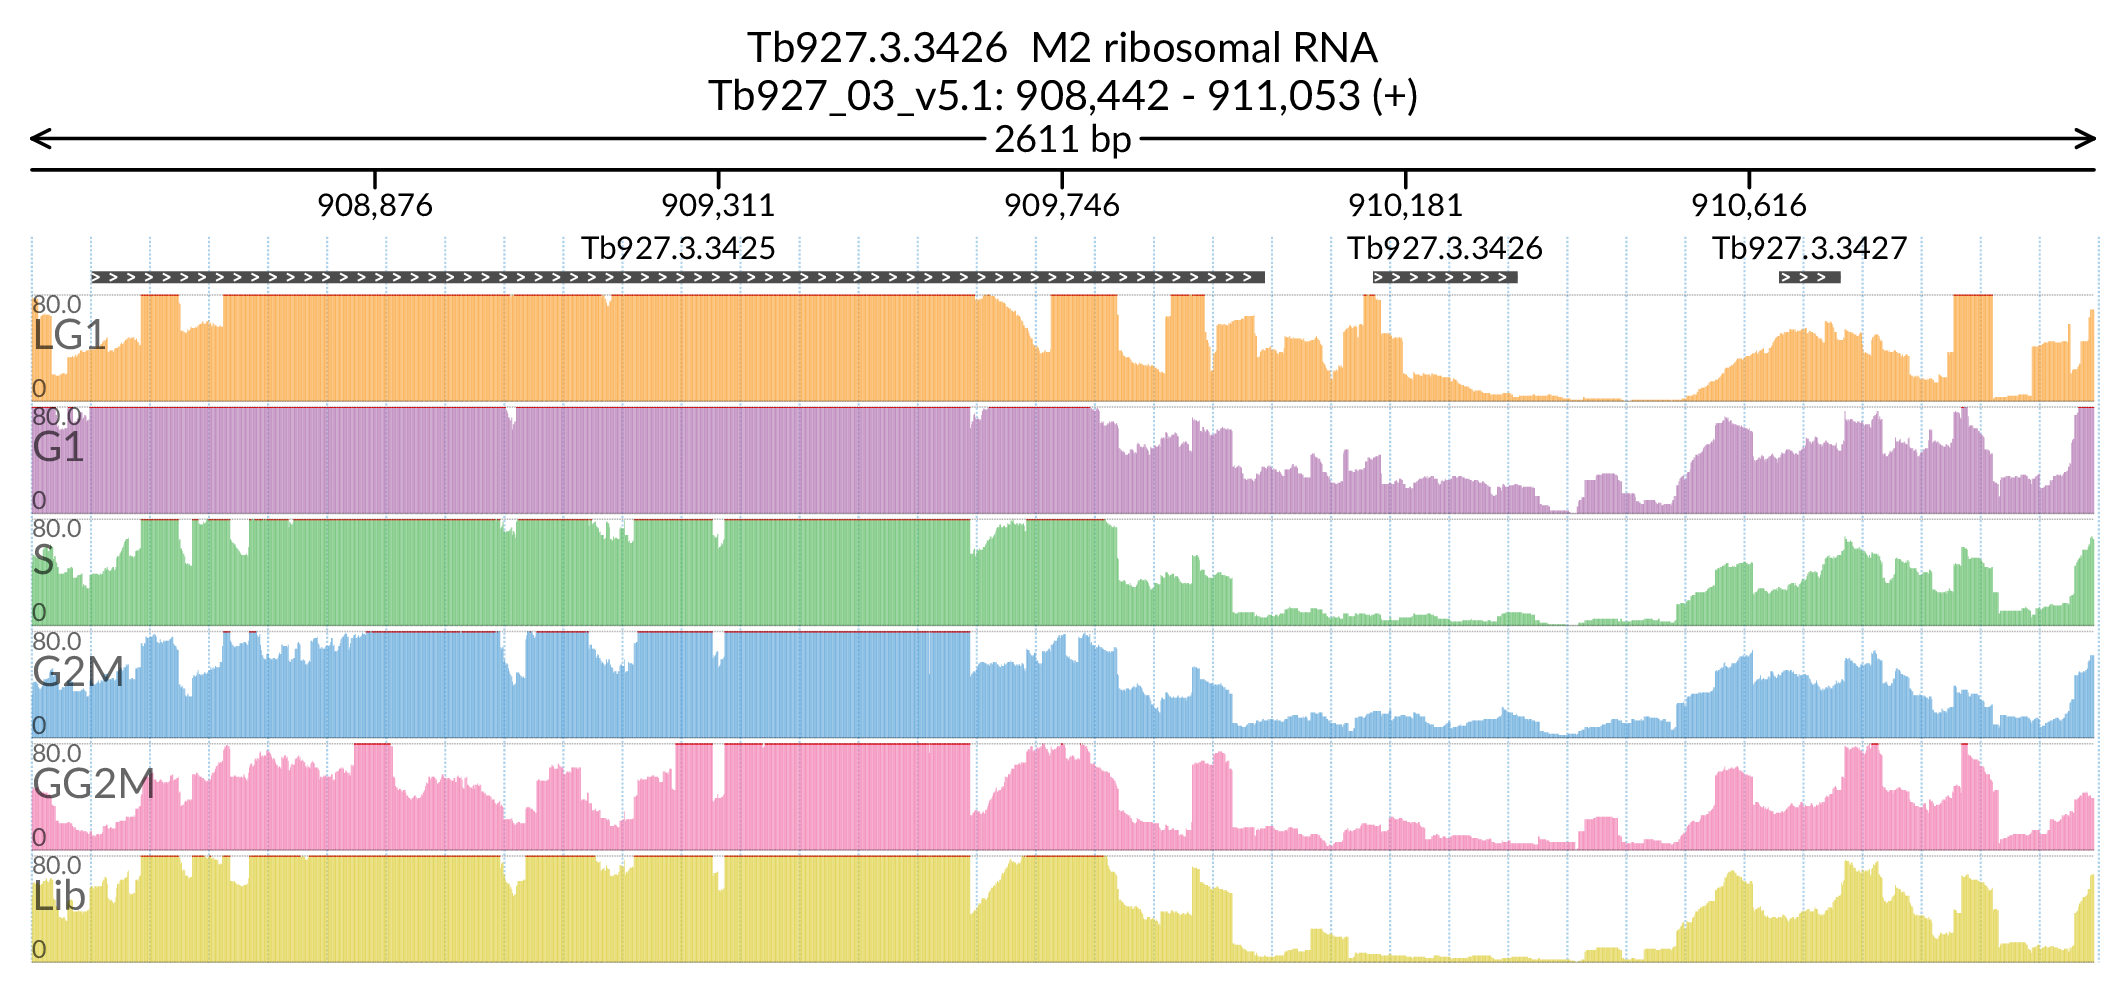 Tb927.3.3426  M2 ribosomal RNA
Tb927_03_v5.1: 908,442 - 911,053 (+)
2611 bp
908,876 909,311 909,746 910,181 910,616
Tb927.3.3425 Tb927.3.3426 Tb927.3.3427
80.0
LG1
0
80.0
G1
0
80.0
S
0
80.0
G2M
0
80.0
GG2M
0
80.0
Lib
0